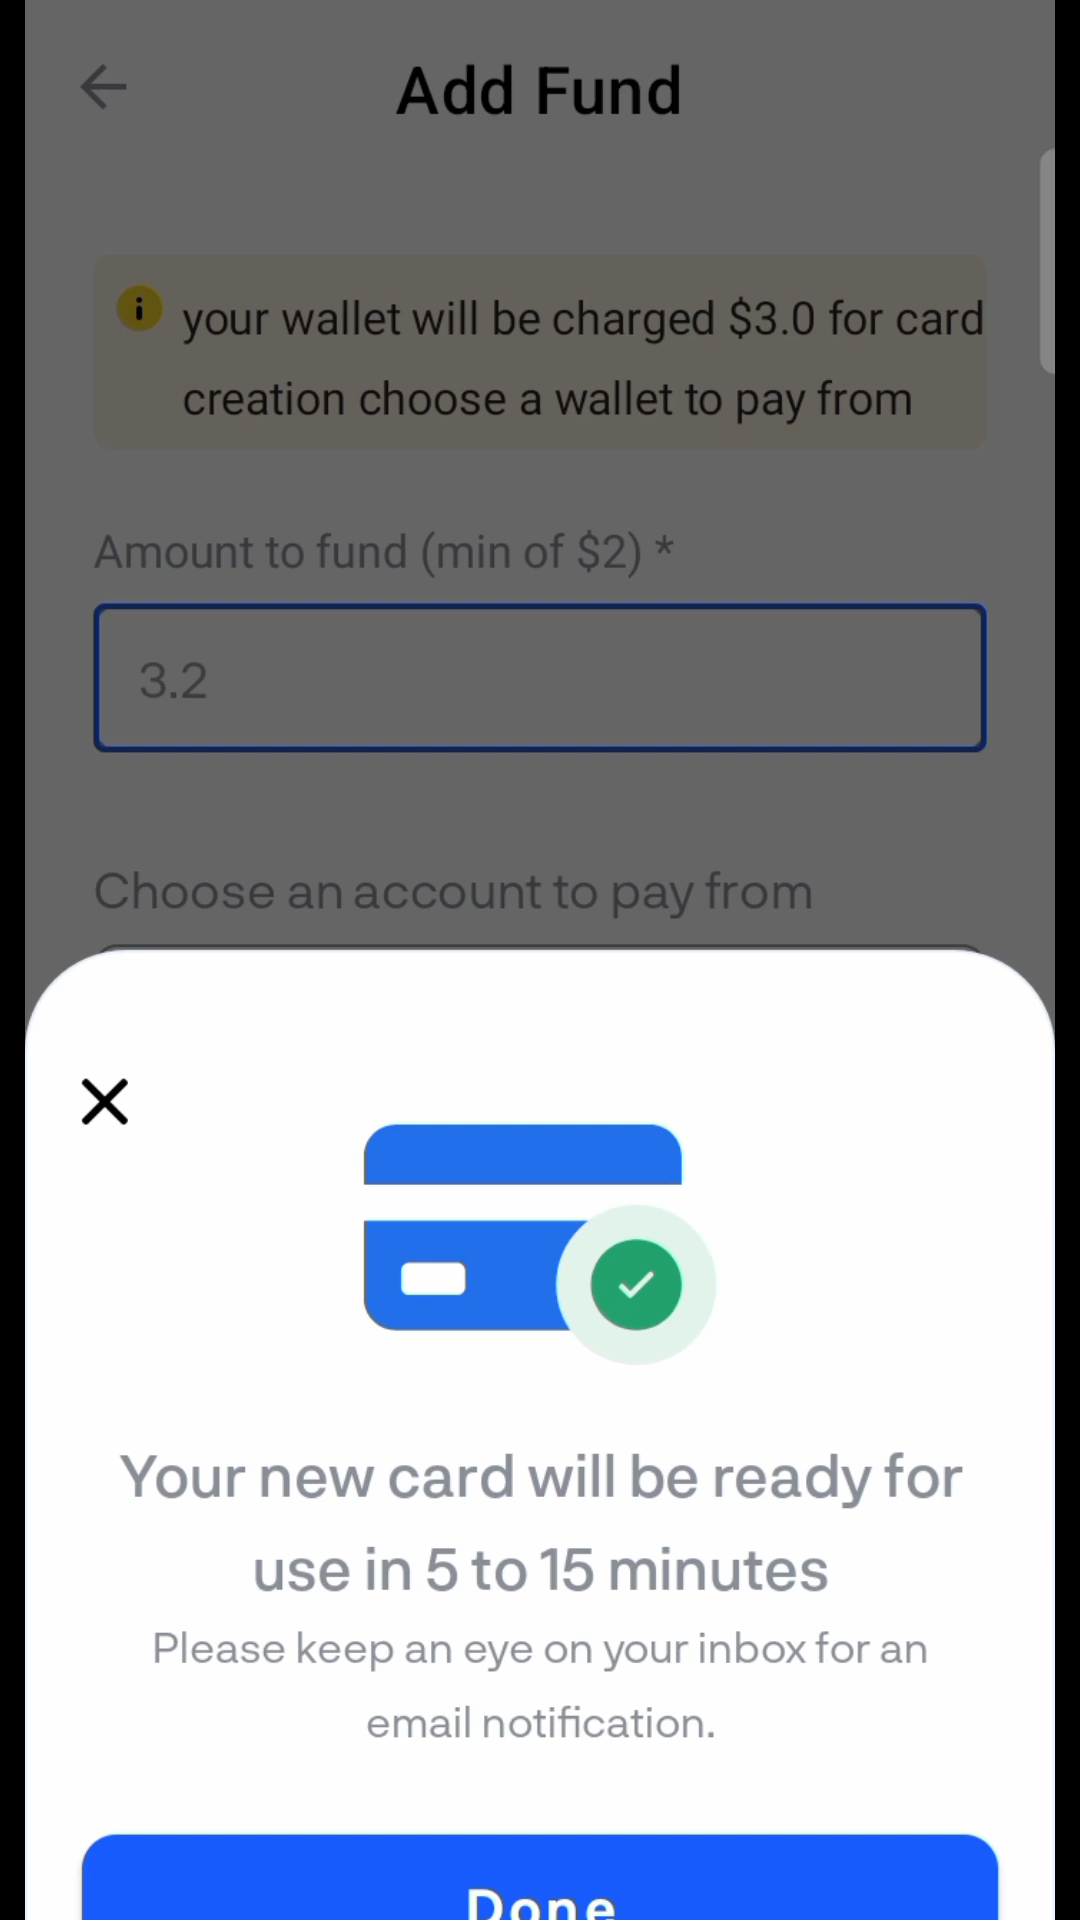 Add Fund
your wallet will be charged $3.0 for card
creation choose a wallet to pay from
Amount to fund (min of $2) *
3.2
Choose an account to pay from
Your new card will be ready for
use in 5 to 15 minutes
Please keep an eye on your inbox for an
email notification.
Done